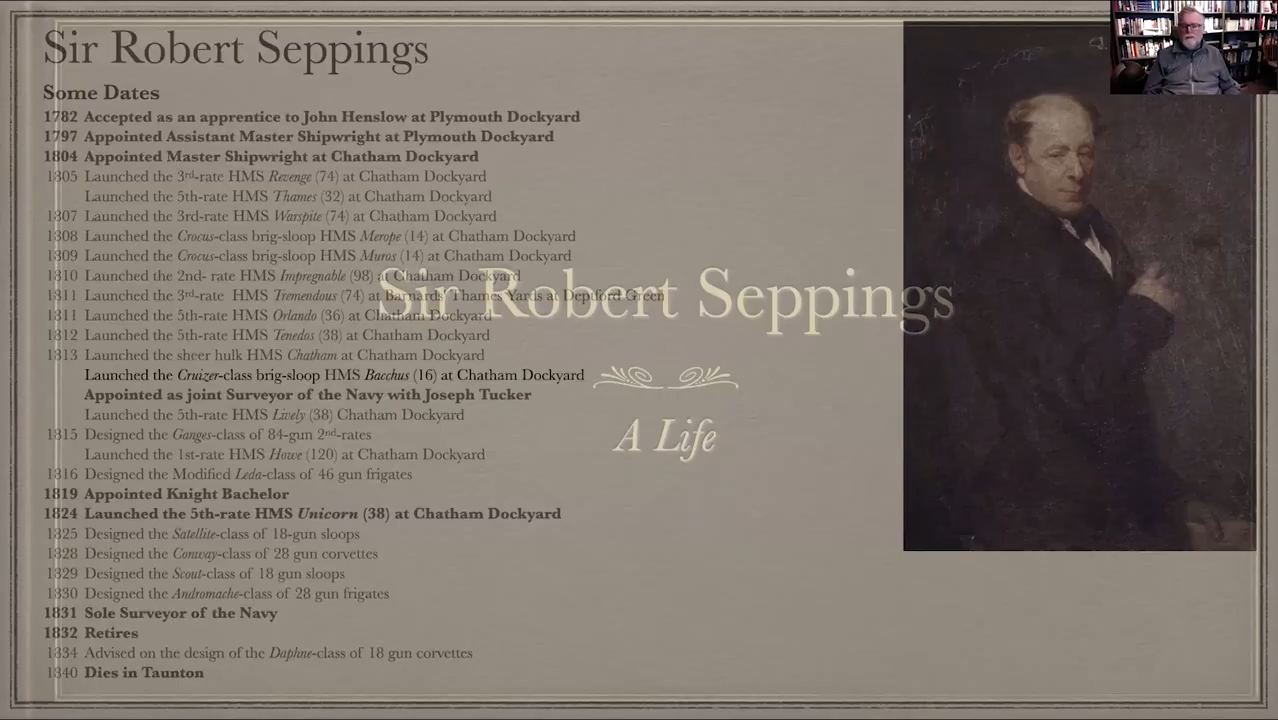 Sir Robert Seppings
Some Dates
1782 Accepted as an apprentice to John Henslow at Plymouth Dockyard
1797 Appointed Assistant Master Shipwright at Plymouth Dockyard
1804 Appointed Master Shipwright at Chatham Dockyard
1805 Launched the 3rd-rate HMS Revenge (74) at Chatham Dockyard
Launched the 5th-rate HMS Thames (32) at Chatham Dockyard
1807 Launched the 3rd-rate HMS Warspite (74) at Chatham Dockyard
1808 Launched the Crocus-class brig-sloop HMS Merope (14) at Chatham Dockyard
1809 Launched the Crocus-class brig-sloop HMS Muros (14) at Chatham Dockyard
1810 Launched the 2nd- rate HMS Impregnable (98) at Chatham Dockyard
1811 Launched the 3rd-rate HMS Tremendous (74) at Barnards' Thames Yards at Deptford Green
1811 Launched the 5th-rate HMS Orlando (36) at Chatham Dockyard
1812 Launched the 5th-rate HMS Tenedos (38) at Chatham Dockyard
1813 Launched the sheer hulk HMS Chatham at Chatham Dockyard
Launched the Cruizer-class brig-sloop HMS Bacchus (16) at Chatham Dockyard
Appointed as joint Surveyor of the Navy with Joseph Tucker
Launched the 5th-rate HMS Lively (38) Chatham Dockyard
1815 Designed the Ganges-class of 84-gun 2nd-rates
Launched the 1st-rate HMS Howe (120) at Chatham Dockyard
1816 Designed the Modified Leda-class of 46 gun frigates
1819 Appointed Knight Bachelor
1824 Launched the 5th-rate HMS Unicorn (38) at Chatham Dockyard
1825 Designed the Satellite-class of 18-gun sloops
1828 Designed the Conway-class of 28 gun corvettes
1829 Designed the Scout-class of 18 gun sloops
1830 Designed the Andromache-class of 28 gun frigates
1831 Sole Surveyor of the Navy
1832 Retires
1834 Advised on the design of the Daphne-class of 18 gun corvettes
1840 Dies in Taunton
Sir Robert Seppings
A Life